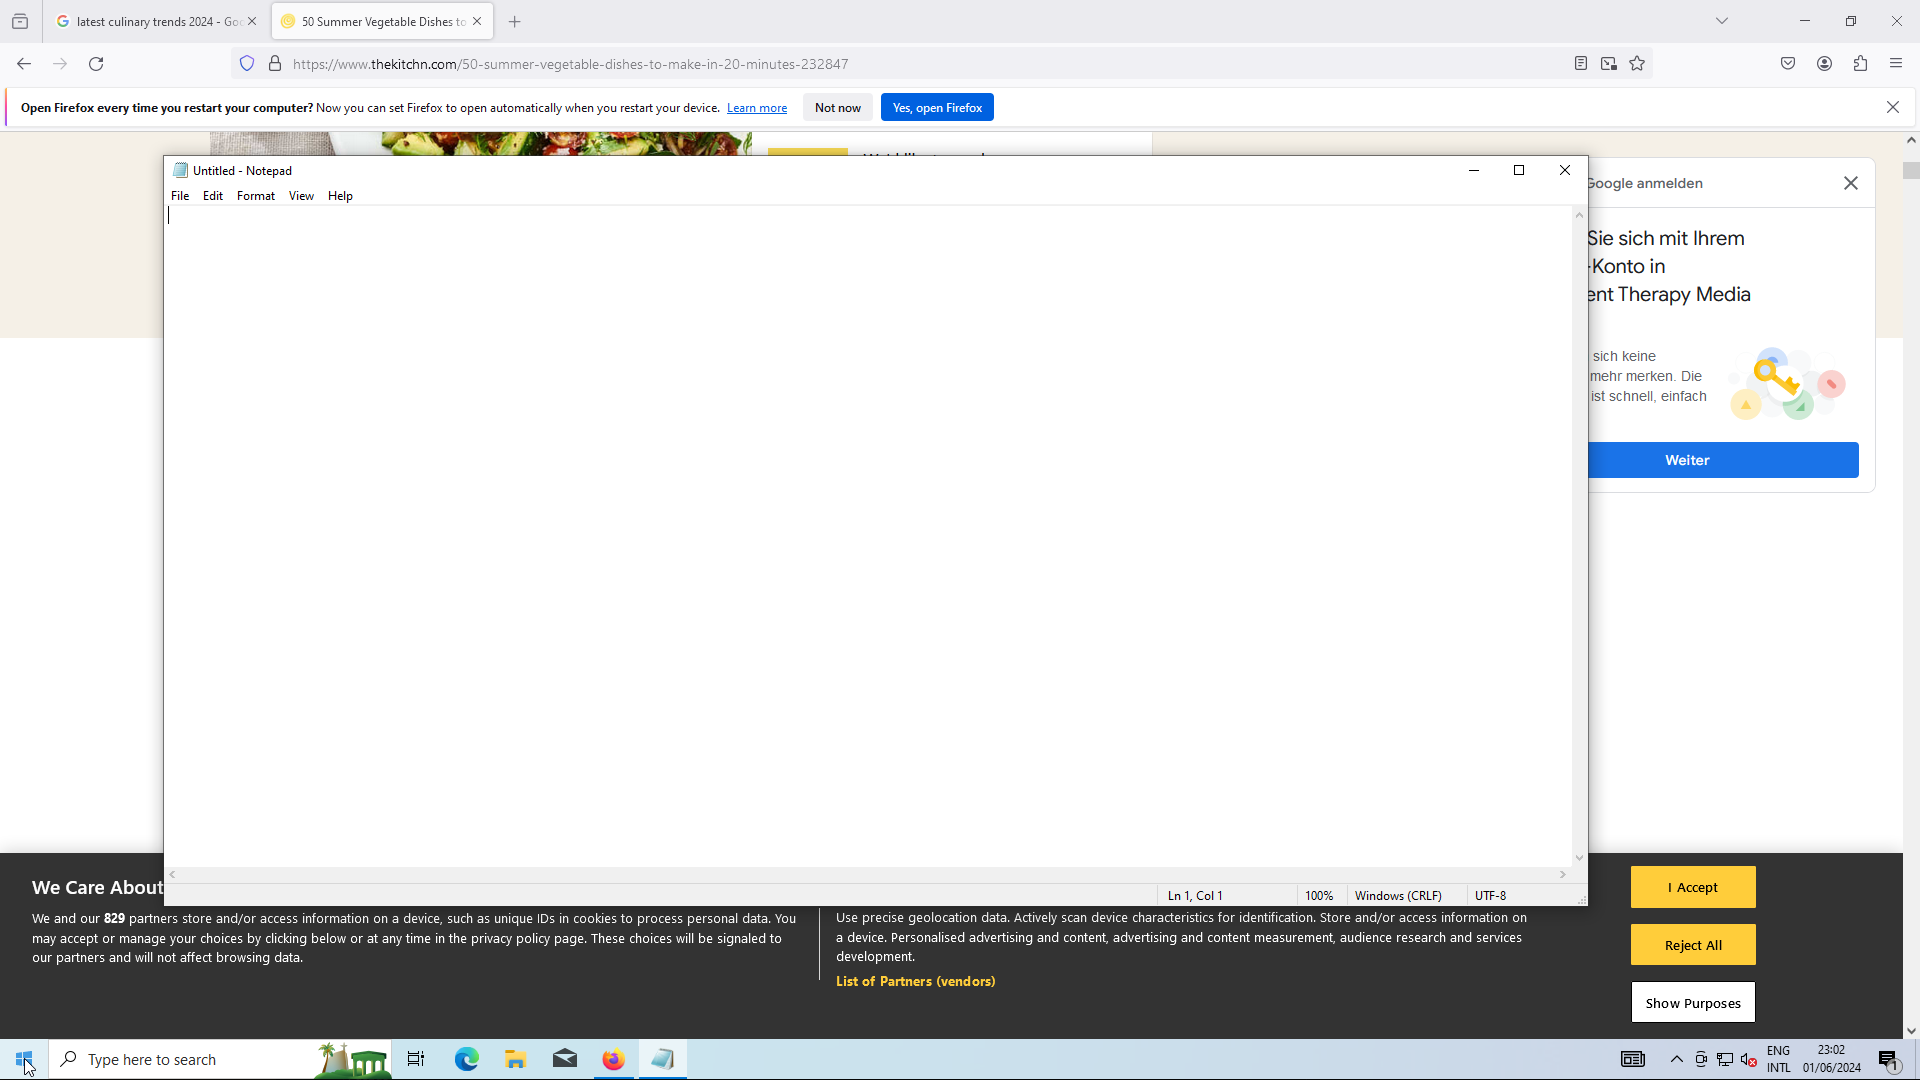 latest culinary trends 2024 - Goo
50 Summer Vegetable Dishes to
https://www.thekitchn.com/50-summer-vegetable-dishes-to-make-in-20-minutes-232847
Open Firefox every time you restart your computer? Now you can set Firefox to open automatically when you restart your device. Learn more
Not now
Yes, open Firefox
Untitled - Notepad
File Edit Format View Help
Google anmelden
Sie sich mit Ihrem
-Konto in
ent Therapy Media
sich keine
mehr merken. Die
ist schnell, einfach
Weiter
Ln 1, Col 1
100%
Windows (CRLF)
UTF-8
We Care About
We and our 829 partners store and/or access information on a device, such as unique IDs in cookies to process personal data. You
may accept or manage your choices by clicking below or at any time in the privacy policy page. These choices will be signaled to
our partners and will not affect browsing data.
Use precise geolocation data. Actively scan device characteristics for identification. Store and/or access information on
a device. Personalised advertising and content, advertising and content measurement, audience research and services
development.
List of Partners (vendors)
I Accept
Reject All
Show Purposes
Type here to search
ENG
INTL
23:02
01/06/2024
1